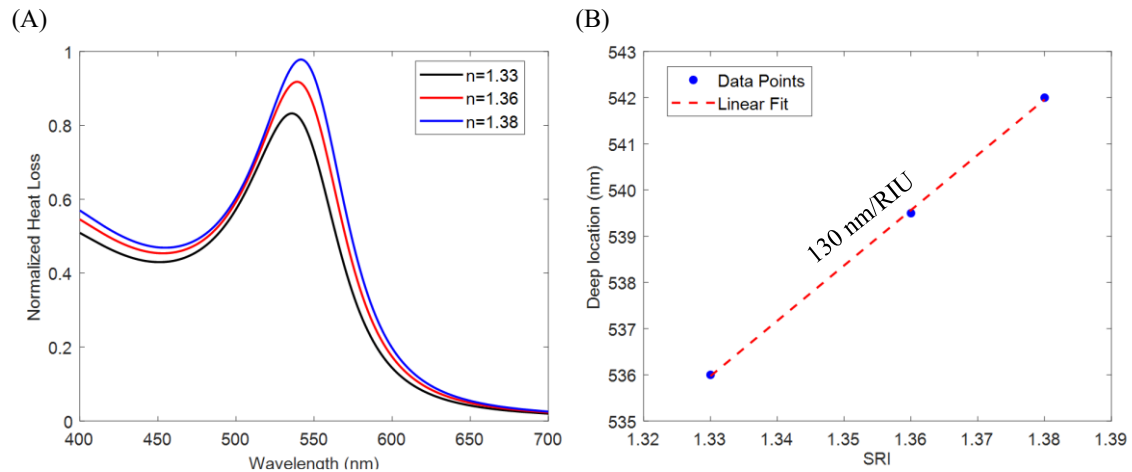 (A)
Normalized Heat Loss
1
0.8
0.6
0.4
0.2
0
400
450
500
550
600
650
700
Wavelength (nm)
n=1.33
n=1.36
n=1.38
(B)
Deep location (nm)
543
542
541
540
539
538
537
536
535
1.32
1.33
1.34
1.35
1.36
1.37
1.38
1.39
SRI
Data Points
Linear Fit
130 nm/RIU